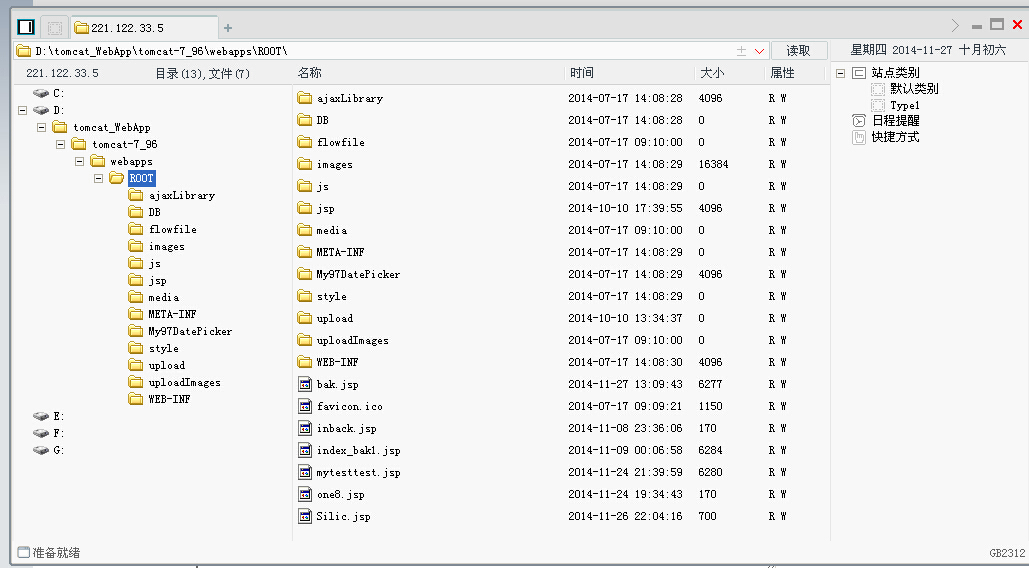 221.122.33.5
D:\tomcat_WebApp\tomcat-7_96\webapps\ROOT\ 读取 星期四 2014-11-27 十月初六
221.122.33.5 目录(13),文件(7) 名称 时间 大小 属性
C:
D:
tomcat_WebApp
tomcat-7_96
webapps
ROOT
ajaxLibrary
DB
flowfile
images
js
jsp
media
META-INF
My97DatePicker
style
upload
uploadImages
WEB-INF
E:
F:
G:
ajaxLibrary 2014-07-17 14:08:28 4096 R W
DB 2014-07-17 14:08:28 0 R W
flowfile 2014-07-17 09:10:00 0 R W
images 2014-07-17 14:08:29 16384 R W
js 2014-07-17 14:08:29 0 R W
jsp 2014-10-10 17:39:55 4096 R W
media 2014-07-17 09:10:00 0 R W
META-INF 2014-07-17 14:08:29 0 R W
My97DatePicker 2014-07-17 14:08:29 4096 R W
style 2014-07-17 14:08:29 0 R W
upload 2014-10-10 13:34:37 0 R W
uploadImages 2014-07-17 09:10:00 0 R W
WEB-INF 2014-07-17 14:08:30 4096 R W
bak.jsp 2014-11-27 13:09:43 6277 R W
favicon.ico 2014-07-17 09:09:21 1150 R W
inback.jsp 2014-11-08 23:36:06 170 R W
index_bak1.jsp 2014-11-09 00:06:58 6284 R W
mytesttest.jsp 2014-11-24 21:39:59 6280 R W
one8.jsp 2014-11-24 19:34:43 170 R W
Silic.jsp 2014-11-26 22:04:16 700 R W
站点类别
默认类别
Type1
日程提醒
快捷方式
准备就绪 GB2312